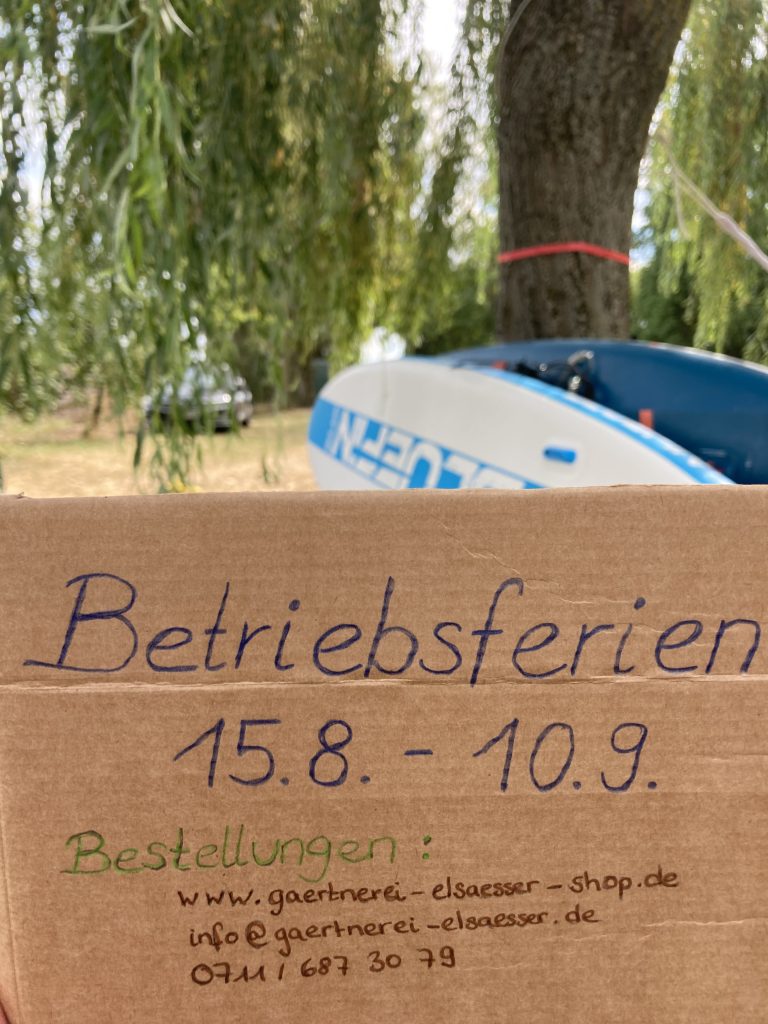 BLUEFIN
Betriebsferien
15.8. - 10.9.
Bestellungen :
www.gaertnerei-elsaesser-shop.de
info@gaertnerei-elsaesser.de
0711 / 687 30 79